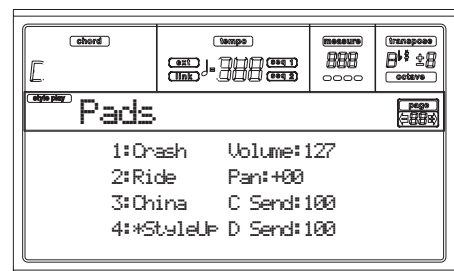 chord tempo measure transpose
C ext link ♩= seq 1 seq 2 octave
style play Pads page
1:Crash Volume:127
2:Ride Pan:+00
3:China C Send:100
4:*StyleUp D Send:100